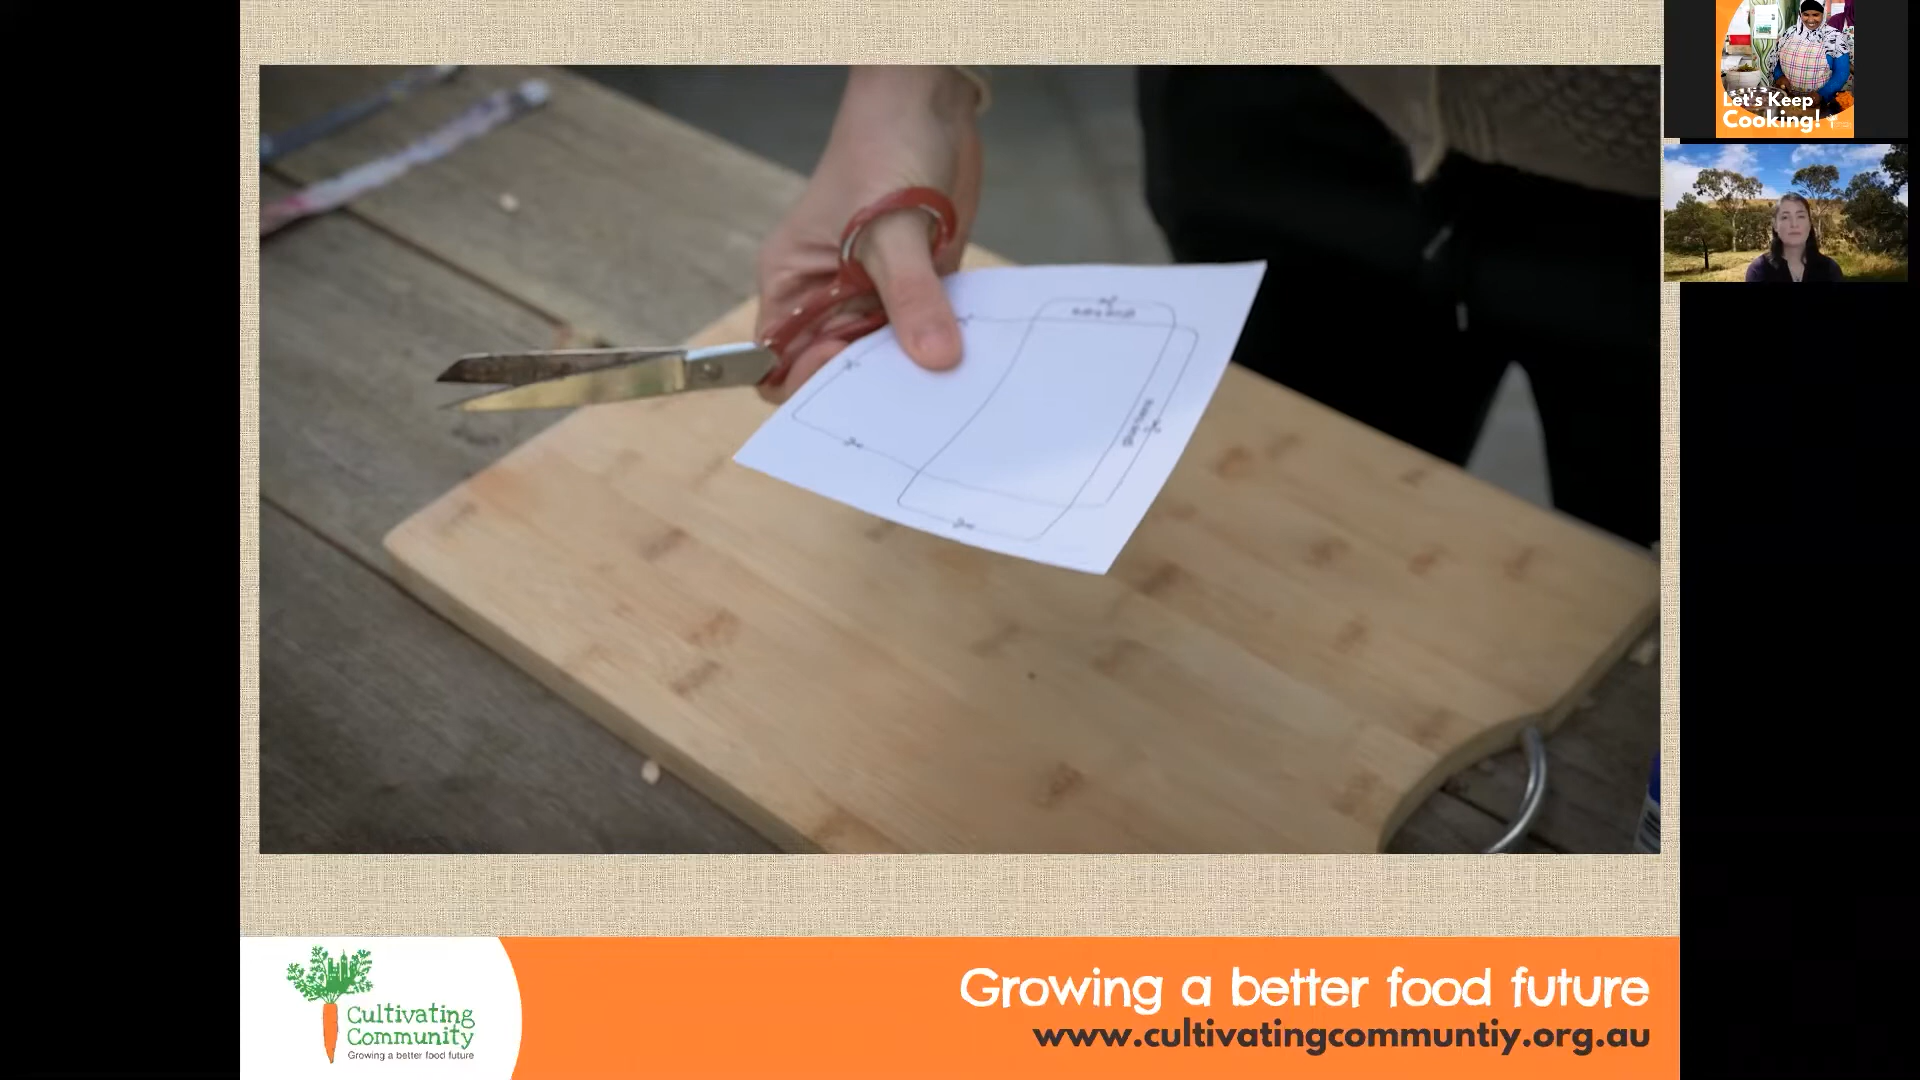 Let's Keep
Cooking!
Cultivating
Community
Growing a better food future
Growing a better food future
www.cultivatingcommuntiy.org.au